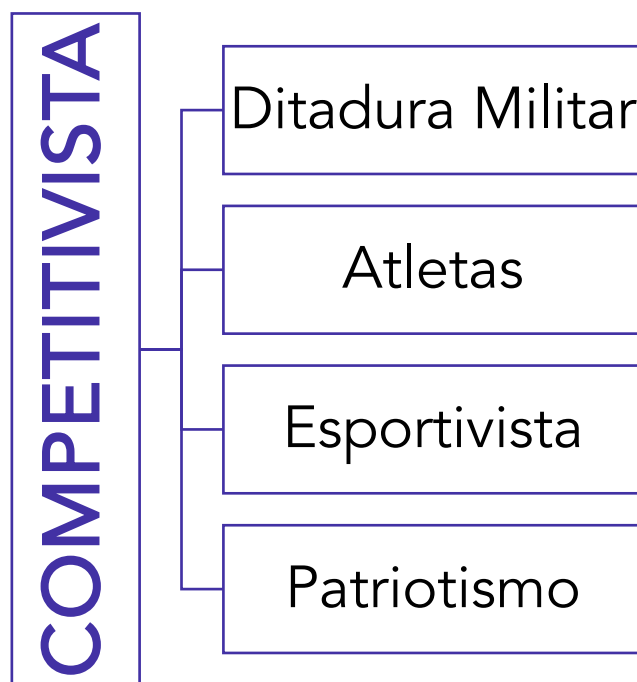 COMPETITIVISTA
Ditadura Militar
Atletas
Esportivista
Patriotismo